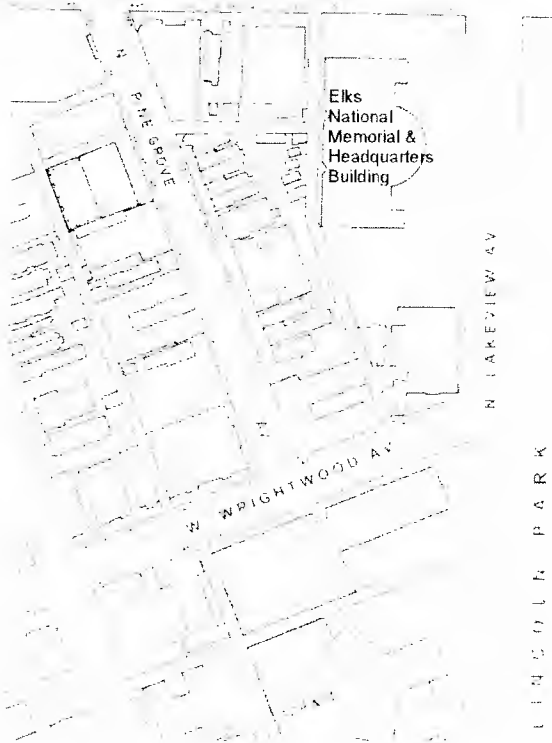 N PINE GROVE
Elks
National
Memorial &
Headquarters
Building
N LAKEVIEW AV
W WRIGHTWOOD AV
LINCOLN PARK